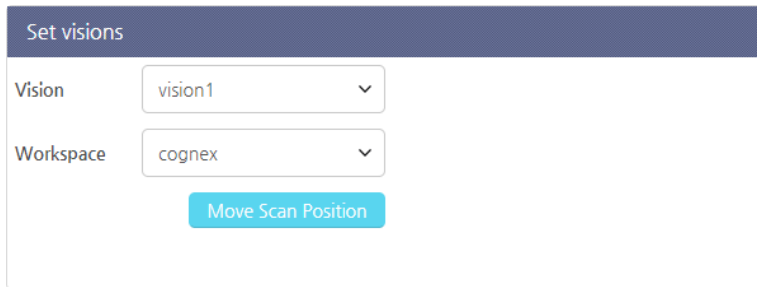 Set visions
Vision vision1
Workspace cognex
Move Scan Position